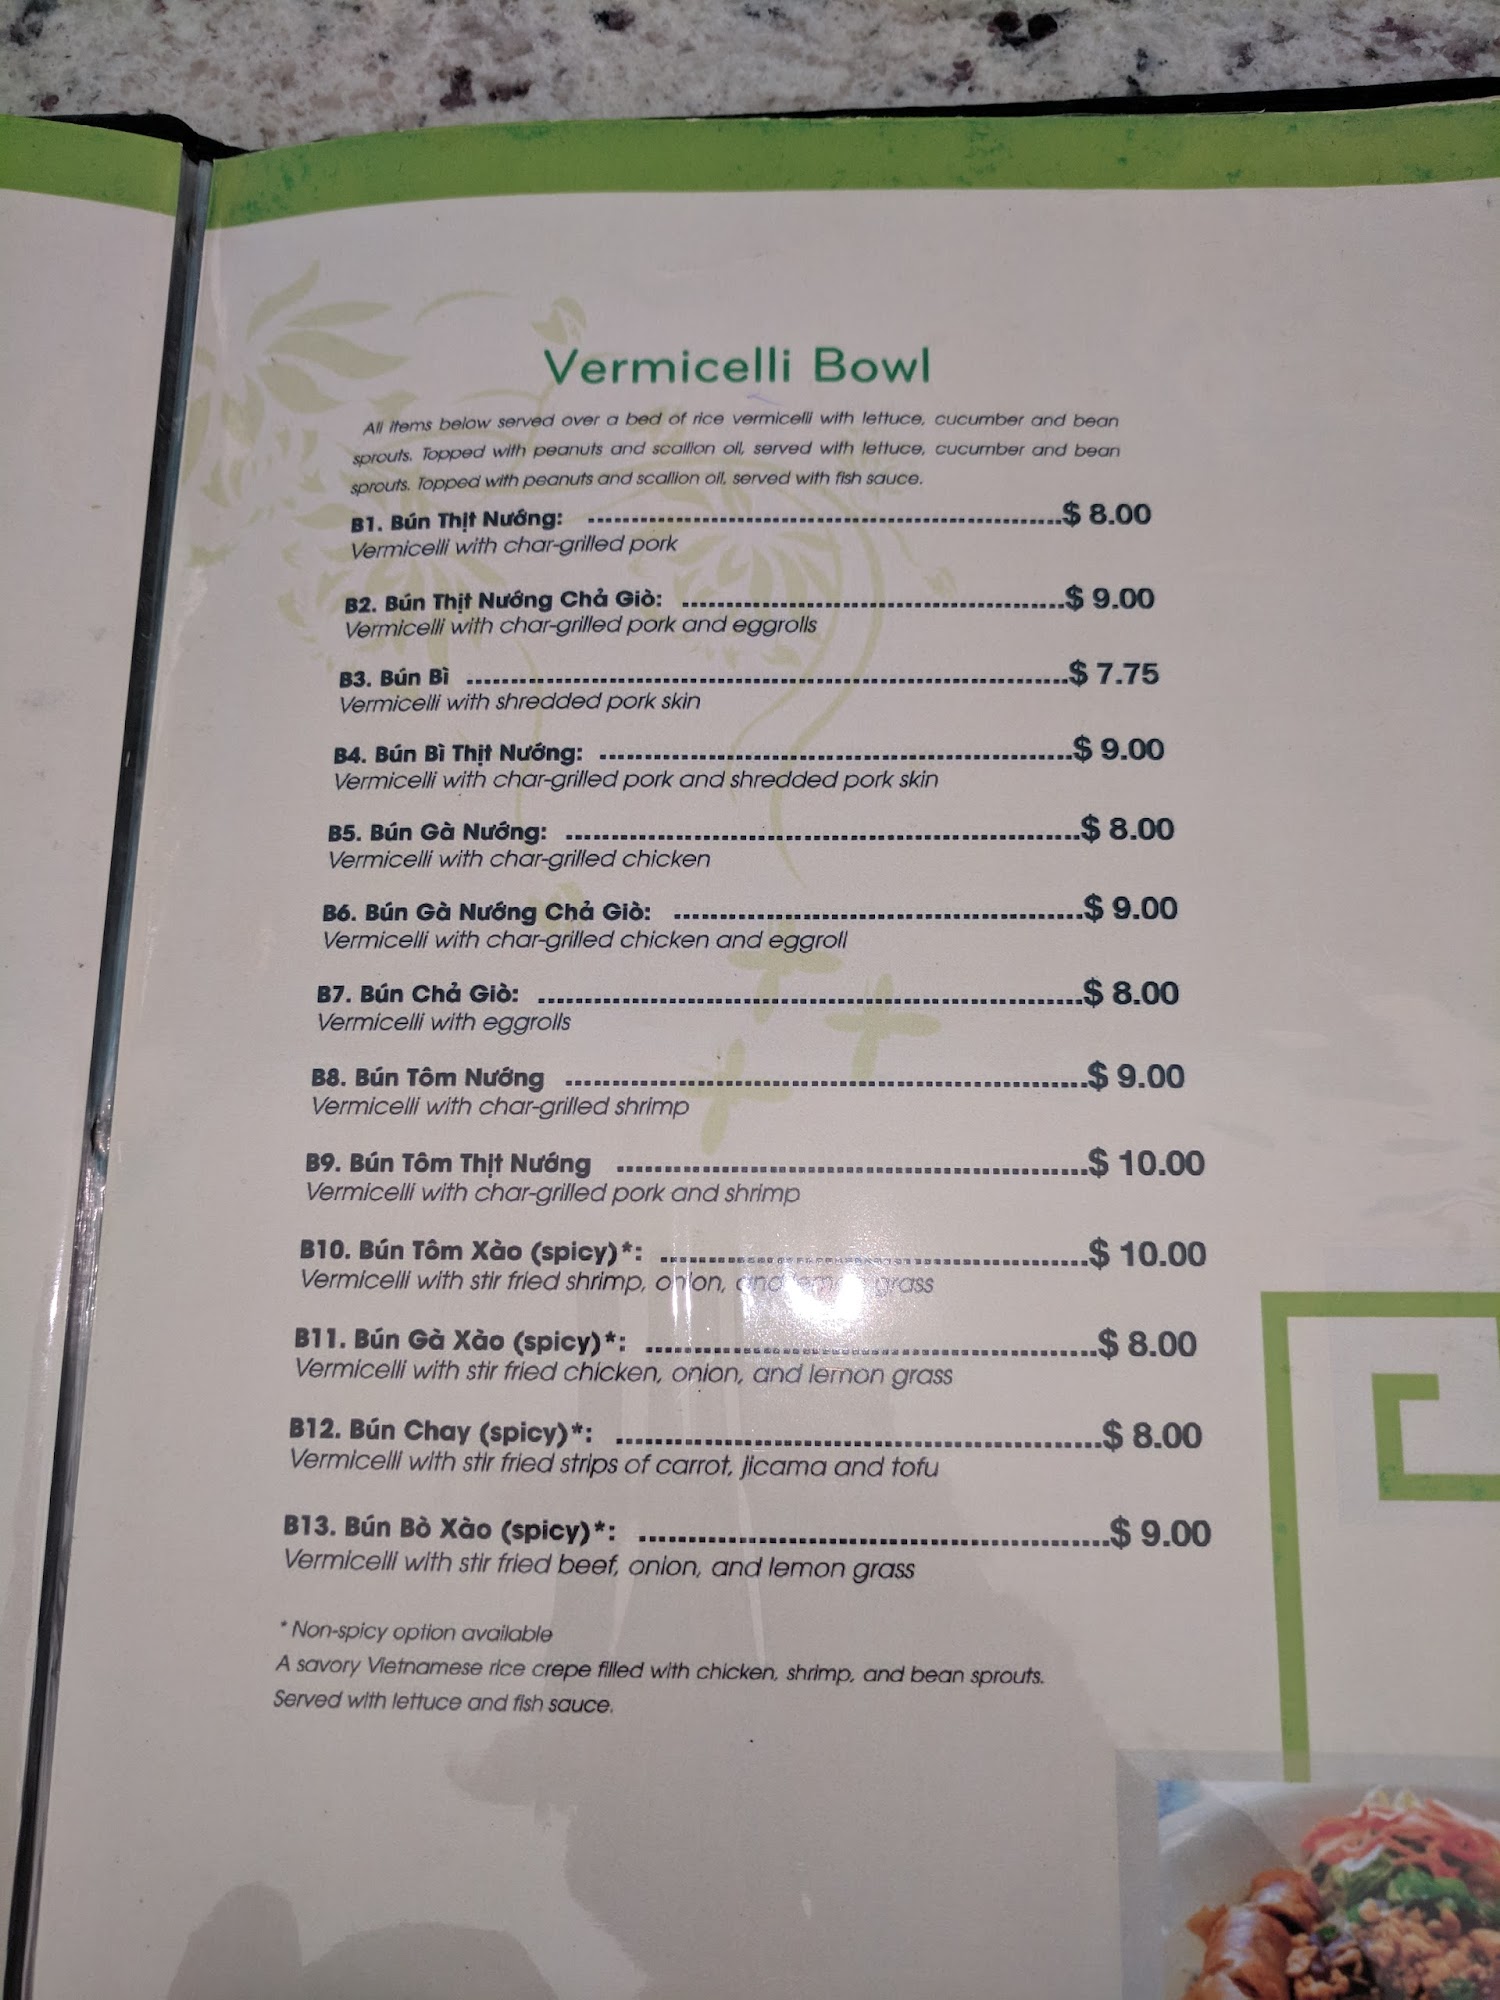 Vermicelli Bowl
All items below served over a bed of rice vermicelli with lettuce, cucumber and bean
sprouts. Topped with peanuts and scallion oil, served with lettuce, cucumber and bean
sprouts. Topped with peanuts and scallion oil, served with fish sauce.
B1. Bún Thịt Nướng: ........ $ 8.00
Vermicelli with char-grilled pork
B2. Bún Thịt Nướng Chả Giò: ........ $ 9.00
Vermicelli with char-grilled pork and eggrolls
B3. Bún Bì ........ $ 7.75
Vermicelli with shredded pork skin
B4. Bún Bì Thịt Nướng: ........ $ 9.00
Vermicelli with char-grilled pork and shredded pork skin
B5. Bún Gà Nướng: ........ $ 8.00
Vermicelli with char-grilled chicken
B6. Bún Gà Nướng Chả Giò: ........ $ 9.00
Vermicelli with char-grilled chicken and eggroll
B7. Bún Chả Giò: ........ $ 8.00
Vermicelli with eggrolls
B8. Bún Tôm Nướng ........ $ 9.00
Vermicelli with char-grilled shrimp
B9. Bún Tôm Thịt Nướng ........ $ 10.00
Vermicelli with char-grilled pork and shrimp
B10. Bún Tôm Xào (spicy)*: ........ $ 10.00
Vermicelli with stir fried shrimp, onion, and lemon grass
B11. Bún Gà Xào (spicy)*: ........ $ 8.00
Vermicelli with stir fried chicken, onion, and lemon grass
B12. Bún Chay (spicy)*: ........ $ 8.00
Vermicelli with stir fried strips of carrot, jicama and tofu
B13. Bún Bò Xào (spicy)*: ........ $ 9.00
Vermicelli with stir fried beef, onion, and lemon grass
* Non-spicy option available
A savory Vietnamese rice crepe filled with chicken, shrimp, and bean sprouts.
Served with lettuce and fish sauce.